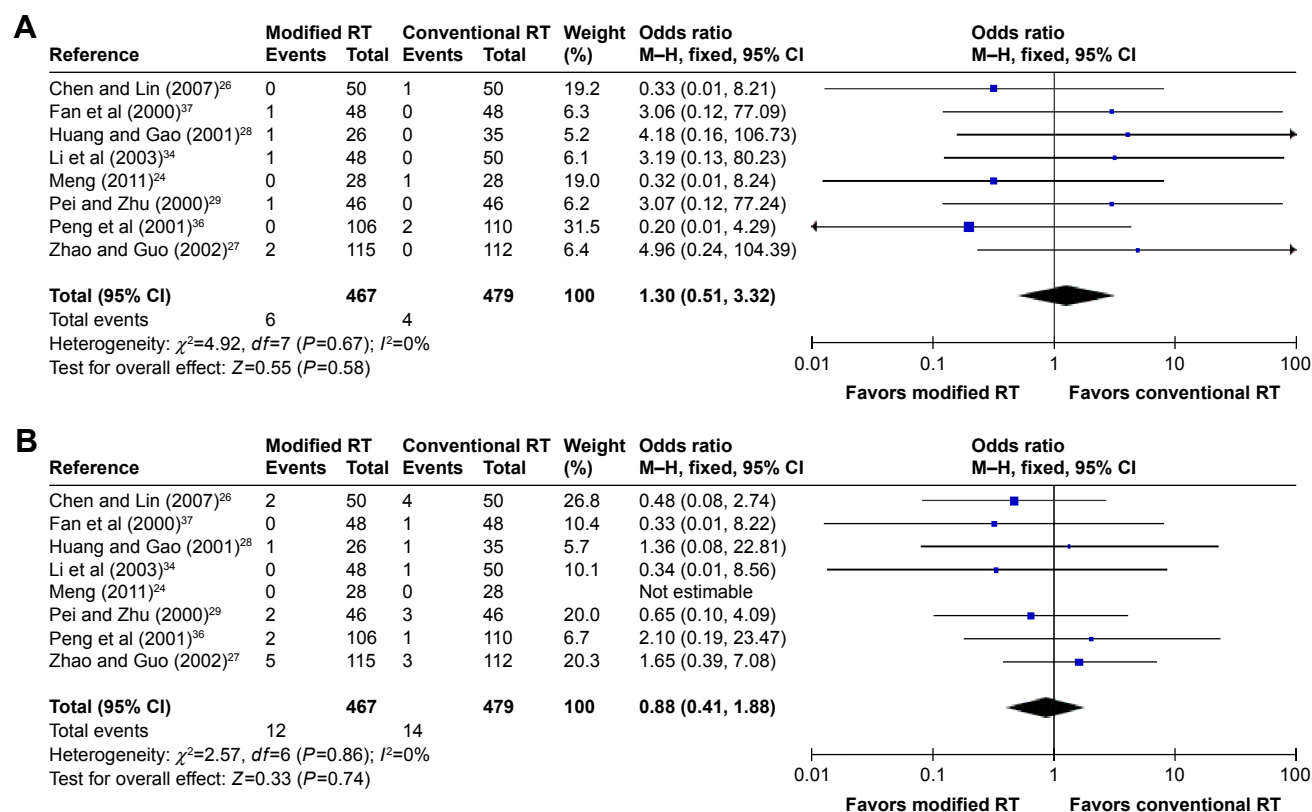 A
Modified RT Conventional RT Weight Odds ratio Odds ratio
Reference Events Total Events Total (%) M–H, fixed, 95% CI M–H, fixed, 95% CI
Chen and Lin (2007)²⁶ 0 50 1 50 19.2 0.33 (0.01, 8.21)
Fan et al (2000)³⁷ 1 48 0 48 6.3 3.06 (0.12, 77.09)
Huang and Gao (2001)²⁸ 1 26 0 35 5.2 4.18 (0.16, 106.73)
Li et al (2003)³⁴ 1 48 0 50 6.1 3.19 (0.13, 80.23)
Meng (2011)²⁴ 0 28 1 28 19.0 0.32 (0.01, 8.24)
Pei and Zhu (2000)²⁹ 1 46 0 46 6.2 3.07 (0.12, 77.24)
Peng et al (2001)³⁶ 0 106 2 110 31.5 0.20 (0.01, 4.29)
Zhao and Guo (2002)²⁷ 2 115 0 112 6.4 4.96 (0.24, 104.39)
Total (95% CI) 467 479 100 1.30 (0.51, 3.32)
Total events 6 4
Heterogeneity: χ²=4.92, df=7 (P=0.67); I²=0%
Test for overall effect: Z=0.55 (P=0.58)
0.01 0.1 1 10 100
Favors modified RT Favors conventional RT
B
Modified RT Conventional RT Weight Odds ratio Odds ratio
Reference Events Total Events Total (%) M–H, fixed, 95% CI M–H, fixed, 95% CI
Chen and Lin (2007)²⁶ 2 50 4 50 26.8 0.48 (0.08, 2.74)
Fan et al (2000)³⁷ 0 48 1 48 10.4 0.33 (0.01, 8.22)
Huang and Gao (2001)²⁸ 1 26 1 35 5.7 1.36 (0.08, 22.81)
Li et al (2003)³⁴ 0 48 1 50 10.1 0.34 (0.01, 8.56)
Meng (2011)²⁴ 0 28 0 28 Not estimable
Pei and Zhu (2000)²⁹ 2 46 3 46 20.0 0.65 (0.10, 4.09)
Peng et al (2001)³⁶ 2 106 1 110 6.7 2.10 (0.19, 23.47)
Zhao and Guo (2002)²⁷ 5 115 3 112 20.3 1.65 (0.39, 7.08)
Total (95% CI) 467 479 100 0.88 (0.41, 1.88)
Total events 12 14
Heterogeneity: χ²=2.57, df=6 (P=0.86); I²=0%
Test for overall effect: Z=0.33 (P=0.74)
0.01 0.1 1 10 100
Favors modified RT Favors conventional RT